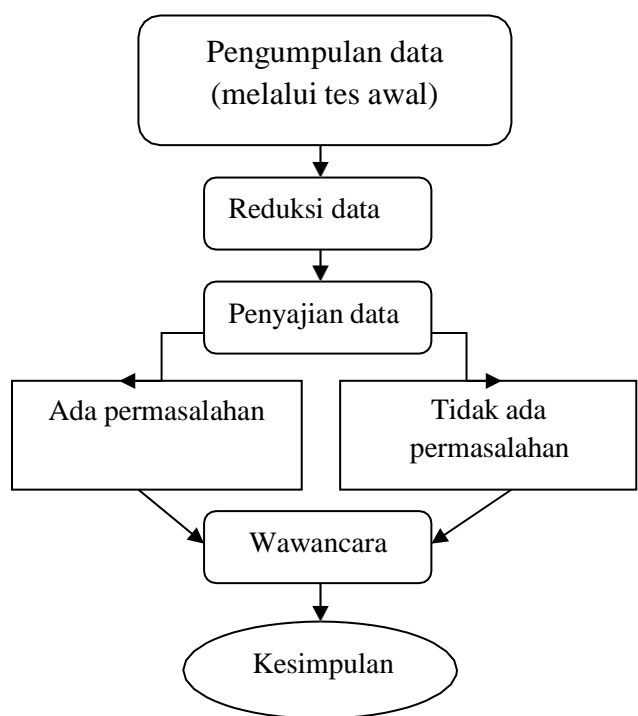 Pengumpulan data
(melalui tes awal)
Reduksi data
Penyajian data
Ada permasalahan
Tidak ada
permasalahan
Wawancara
Kesimpulan